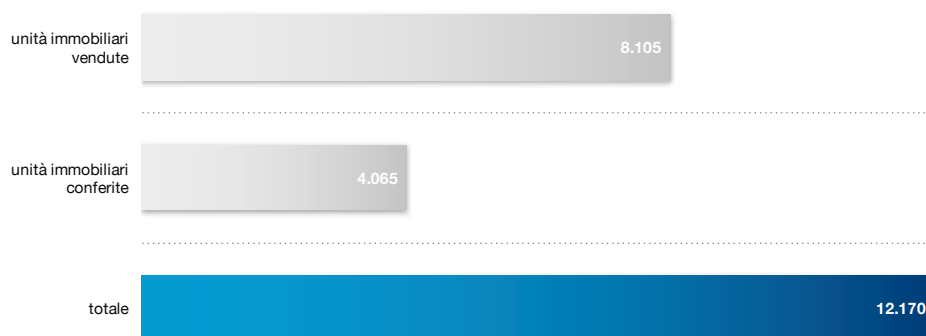 unità immobiliari
vendute
8.105
unità immobiliari
conferite
4.065
totale
12.170